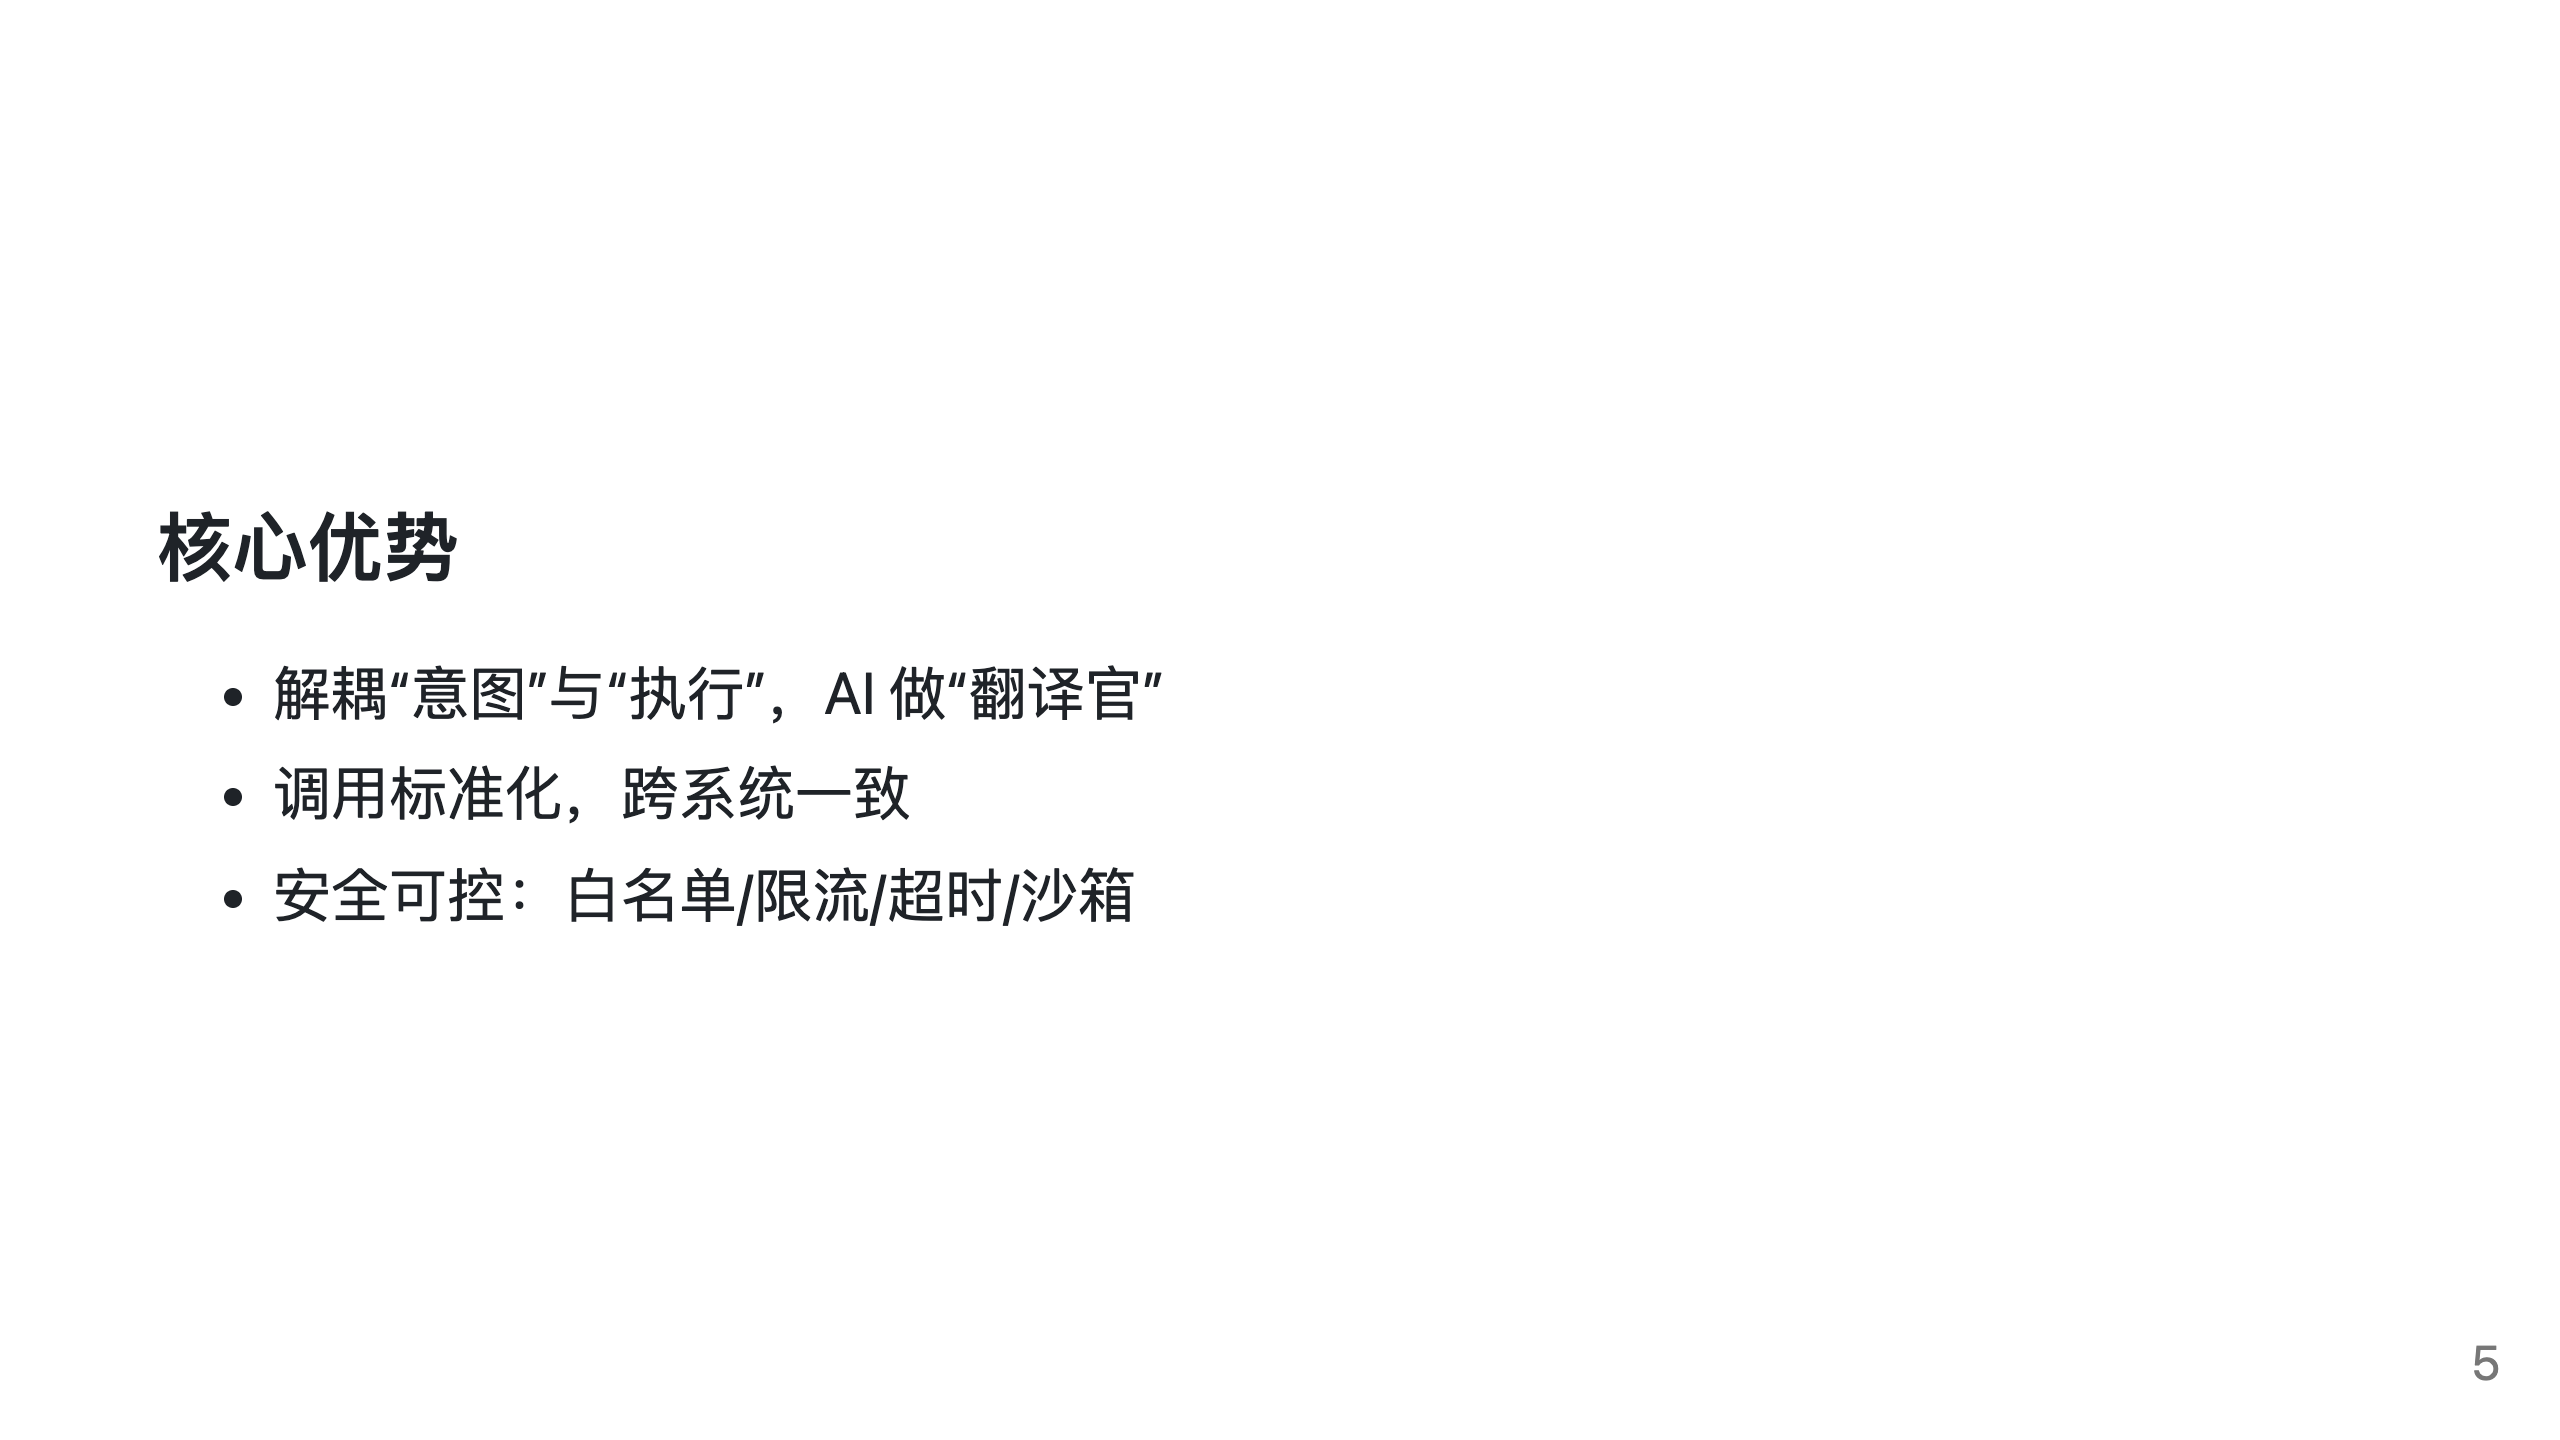 核心优势
• 解耦“意图”与“执行”，AI 做“翻译官”
• 调用标准化，跨系统一致
• 安全可控：白名单/限流/超时/沙箱
5